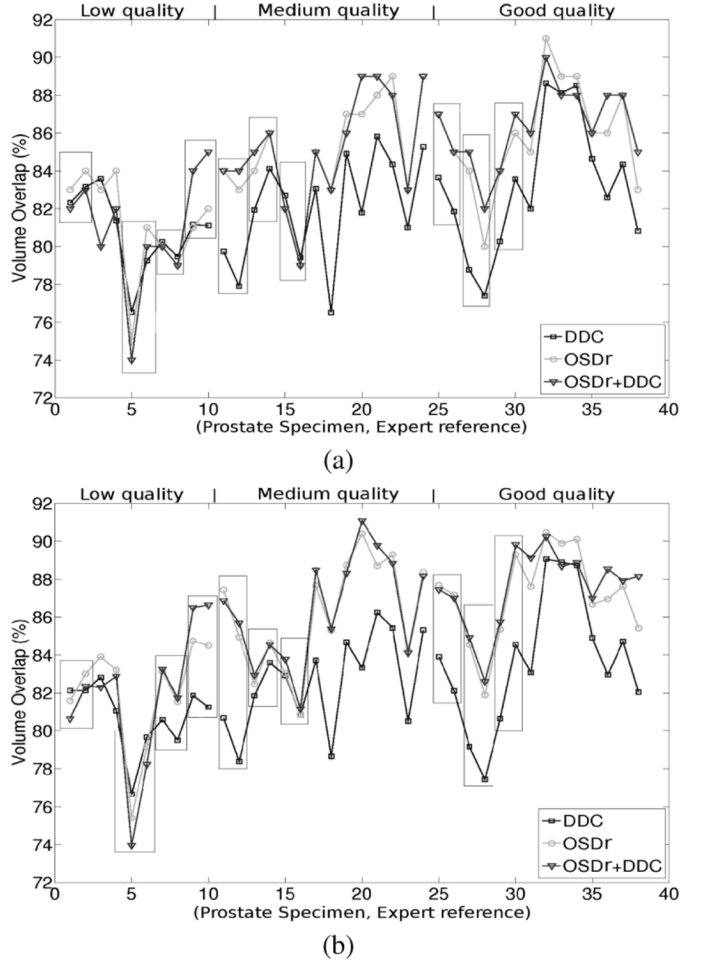 Low quality Medium quality Good quality
92
90
88
86
84
82
80
78
76
74
72
Volume Overlap (%)
DDC
OSDr
OSDr+DDC
0 5 10 15 20 25 30 35 40
(Prostate Specimen, Expert reference)
(a)
Low quality Medium quality Good quality
92
90
88
86
84
82
80
78
76
74
72
Volume Overlap (%)
DDC
OSDr
OSDr+DDC
0 5 10 15 20 25 30 35 40
(Prostate Specimen, Expert reference)
(b)